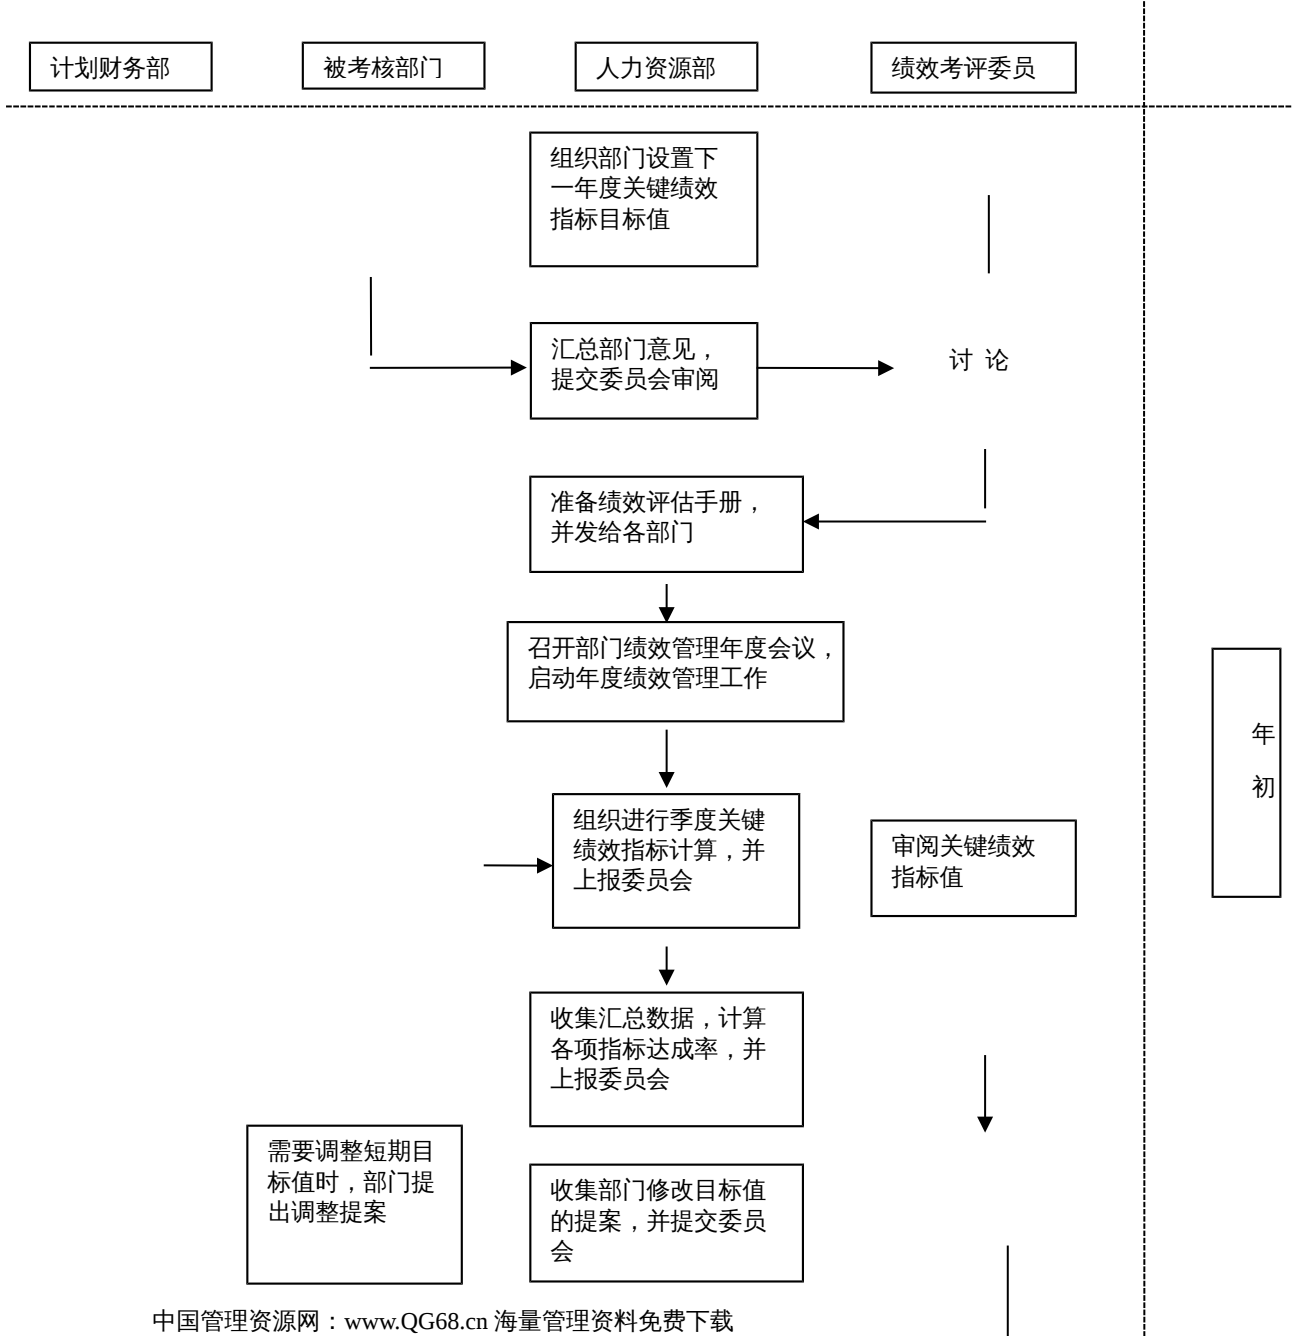 计划财务部
被考核部门
人力资源部
绩效考评委员
组织部门设置下
一年度关键绩效
指标目标值
汇总部门意见，
提交委员会审阅
讨 论
准备绩效评估手册，
并发给各部门
召开部门绩效管理年度会议，
启动年度绩效管理工作
年
初
组织进行季度关键
绩效指标计算，并
上报委员会
审阅关键绩效
指标值
收集汇总数据，计算
各项指标达成率，并
上报委员会
需要调整短期目
标值时，部门提
出调整提案
收集部门修改目标值
的提案，并提交委员
会
中国管理资源网：www.QG68.cn 海量管理资料免费下载